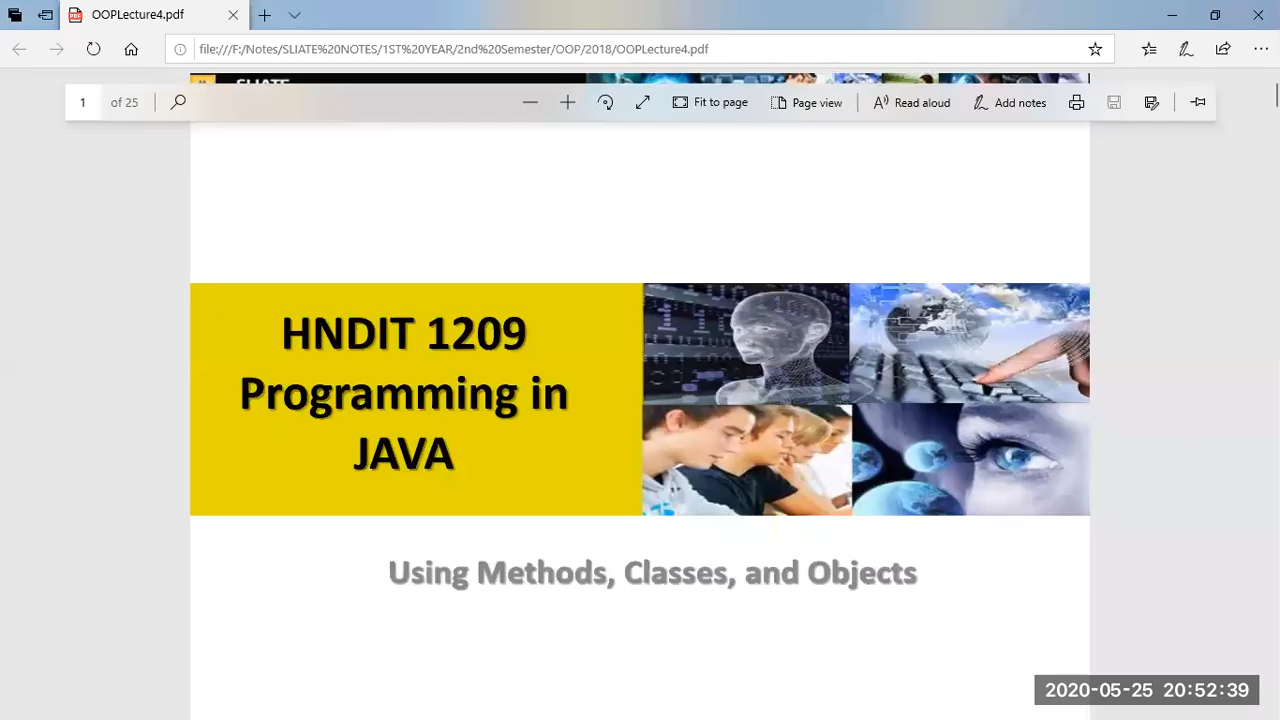 OOPLecture4.pdf
file:///F:/Notes/SLIATE%20NOTES/1ST%20YEAR/2nd%20Semester/OOP/2018/OOPLecture4.pdf
SLIATE
1 of 25 Fit to page Page view Read aloud Add notes
HNDIT 1209
Programming in
JAVA
Using Methods, Classes, and Objects
2020-05-25 20:52:39